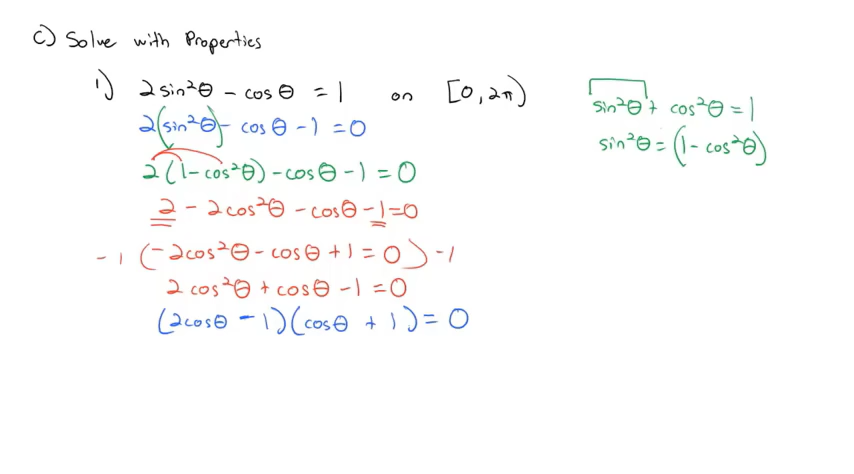 C) Solve with Properties
1) 2sin²θ − cosθ = 1 on [0, 2π)
2(sin²θ) − cosθ − 1 = 0
2(1 − cos²θ) − cosθ − 1 = 0
2 − 2cos²θ − cosθ − 1 = 0
−1 (−2cos²θ − cosθ + 1 = 0) −1
2cos²θ + cosθ − 1 = 0
(2cosθ − 1)(cosθ + 1) = 0
sin²θ + cos²θ = 1
sin²θ = (1 − cos²θ)